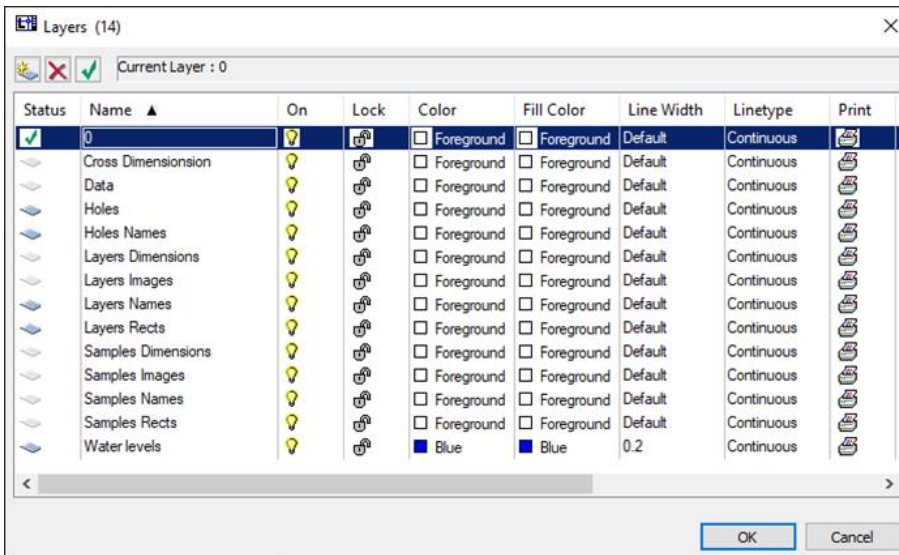 Layers (14)
Current Layer : 0
Status Name ▲ On Lock Color Fill Color Line Width Linetype Print
0 Foreground Foreground Default Continuous
Cross Dimensionsion Foreground Foreground Default Continuous
Data Foreground Foreground Default Continuous
Holes Foreground Foreground Default Continuous
Holes Names Foreground Foreground Default Continuous
Layers Dimensions Foreground Foreground Default Continuous
Layers Images Foreground Foreground Default Continuous
Layers Names Foreground Foreground Default Continuous
Layers Rects Foreground Foreground Default Continuous
Samples Dimensions Foreground Foreground Default Continuous
Samples Images Foreground Foreground Default Continuous
Samples Names Foreground Foreground Default Continuous
Samples Rects Foreground Foreground Default Continuous
Water levels Blue Blue 0.2 Continuous
OK Cancel